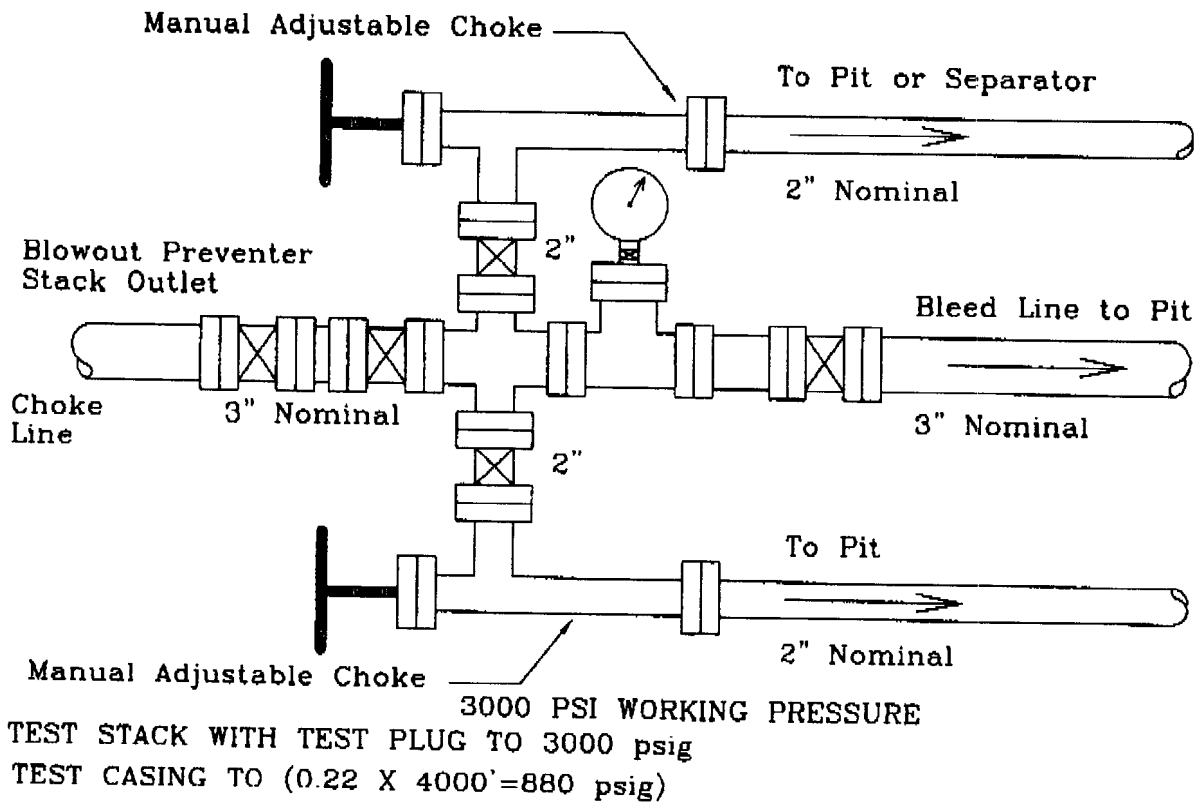 Manual Adjustable Choke
To Pit or Separator
2" Nominal
Blowout Preventer
Stack Outlet
2"
Bleed Line to Pit
Choke
Line
3" Nominal
3" Nominal
2"
To Pit
2" Nominal
Manual Adjustable Choke
3000 PSI WORKING PRESSURE
TEST STACK WITH TEST PLUG TO 3000 psig
TEST CASING TO (0.22 X 4000'=880 psig)